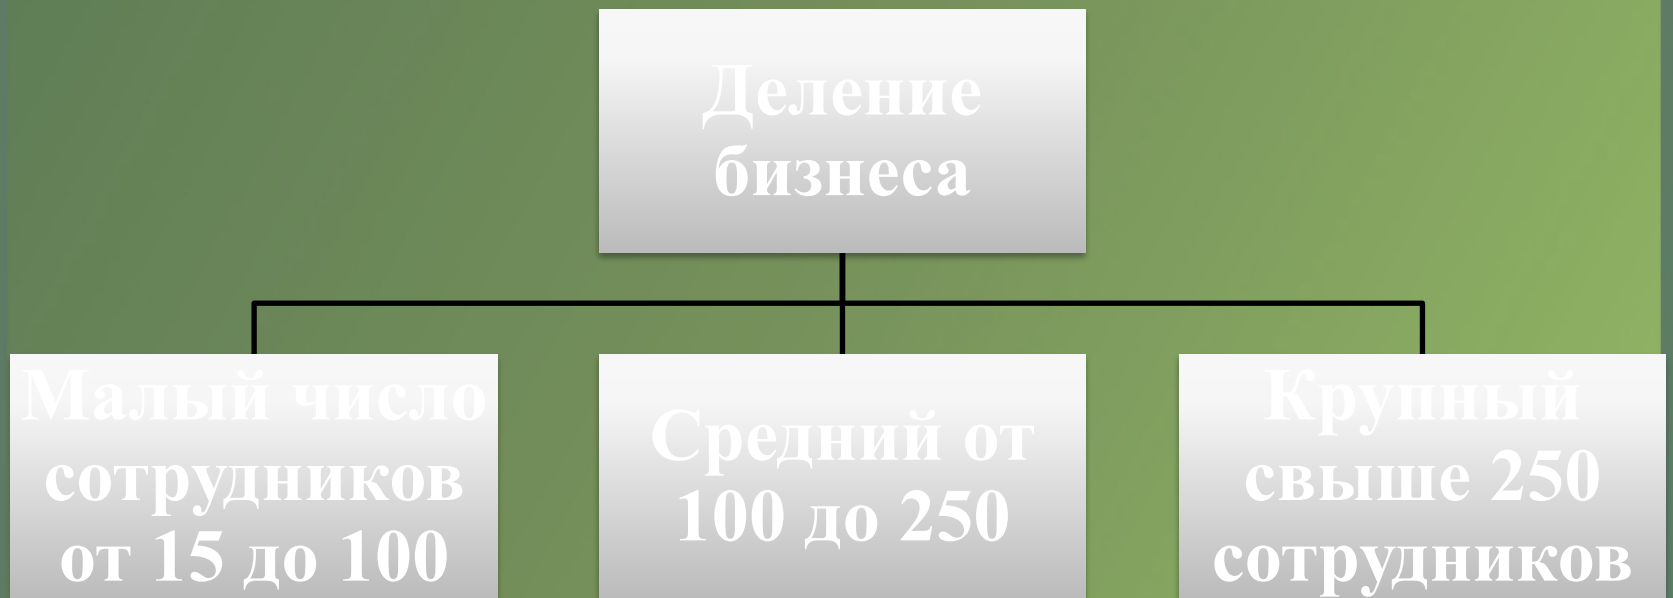 Деление
бизнеса
Малый число
сотрудников
от 15 до 100
Средний от
100 до 250
Крупный
свыше 250
сотрудников